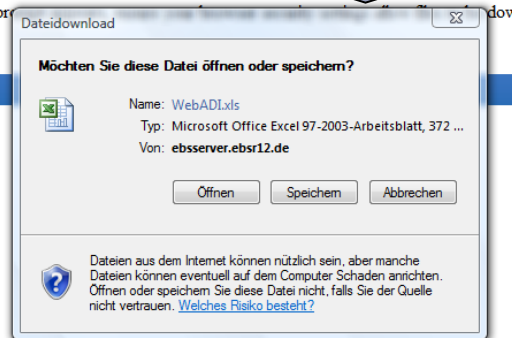 Dateidownload
Möchten Sie diese Datei öffnen oder speichern?
Name: WebADI.xls
Typ: Microsoft Office Excel 97-2003-Arbeitsblatt, 372 ...
Von: ebsserver.ebsr12.de
Öffnen Speichern Abbrechen
Dateien aus dem Internet können nützlich sein, aber manche
Dateien können eventuell auf dem Computer Schaden anrichten.
Öffnen oder speichern Sie diese Datei nicht, falls Sie der Quelle
nicht vertrauen. Welches Risiko besteht?